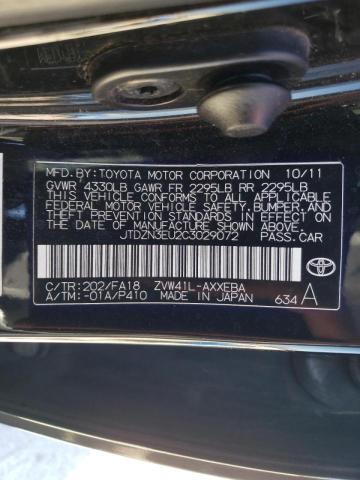 MFD.BY:TOYOTA MOTOR CORPORATION 10/11
GVWR 4330LB GAWR FR 2295LB RR 2295LB
THIS VEHICLE CONFORMS TO ALL APPLICABLE
FEDERAL MOTOR VEHICLE SAFETY, BUMPER, AND
THEFT PREVENTION STANDARDS IN EFFECT ON
THE DATE OF MANUFACTURE SHOWN ABOVE.
JTDZN3EU2C3029072 PASS.CAR
C/TR:202/FA18 ZVW41L-AXXEBA
A/TM:-01A/P410 MADE IN JAPAN 634 A